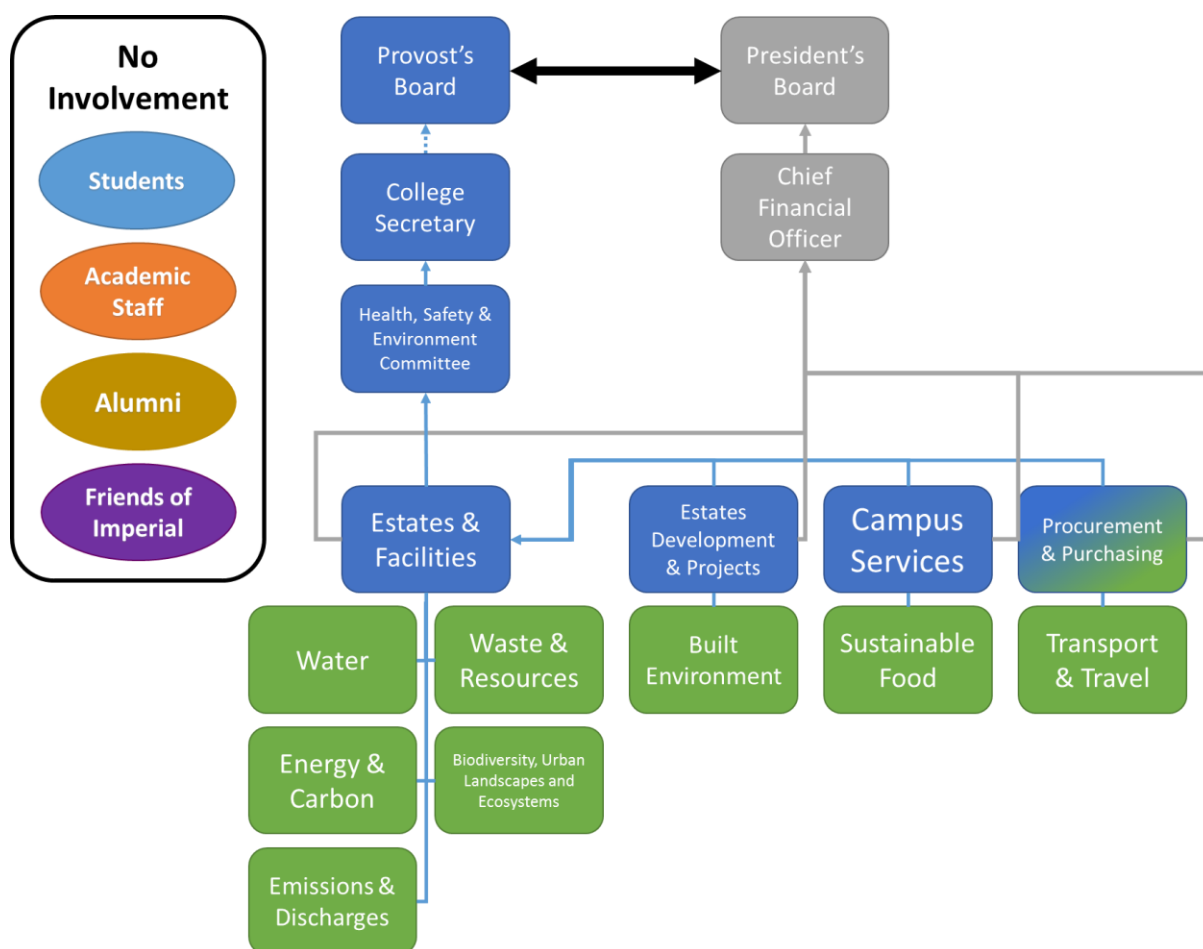 No
Involvement
Students
Academic
Staff
Alumni
Friends of
Imperial
Provost's
Board
President's
Board
College
Secretary
Chief
Financial
Officer
Health, Safety &
Environment
Committee
Estates &
Facilities
Estates
Development
& Projects
Campus
Services
Procurement
& Purchasing
Water
Waste &
Resources
Built
Environment
Sustainable
Food
Transport
& Travel
Energy &
Carbon
Biodiversity, Urban
Landscapes and
Ecosystems
Emissions &
Discharges